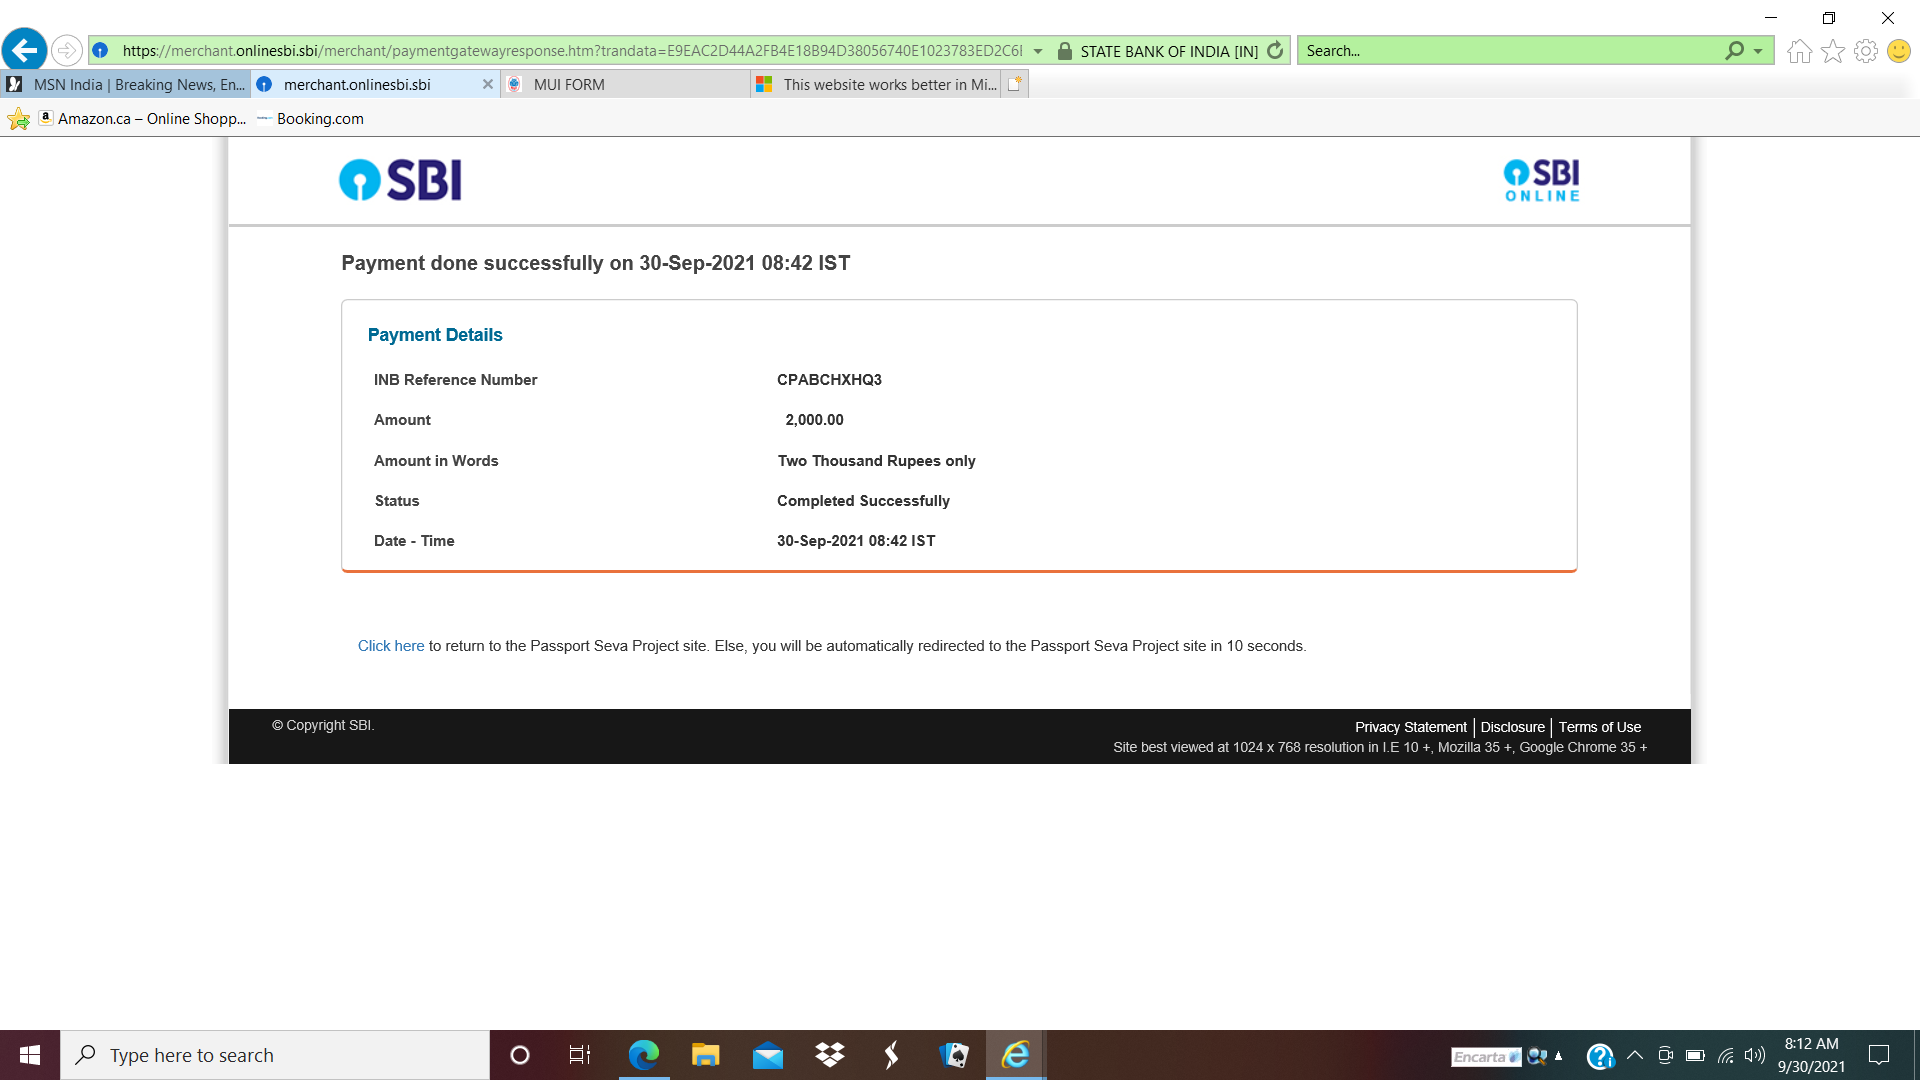 https://merchant.onlinesbi.sbi/merchant/paymentgatewayresponse.htm?trandata=E9EAC2D44A2FB4E18B94D38056740E1023783ED2C6I STATE BANK OF INDIA [IN] Search...
MSN India | Breaking News, En... merchant.onlinesbi.sbi MUI FORM This website works better in Mi...
Amazon.ca – Online Shopp... Booking.com
SBI SBI
ONLINE
Payment done successfully on 30-Sep-2021 08:42 IST
Payment Details
INB Reference Number CPABCHXHQ3
Amount 2,000.00
Amount in Words Two Thousand Rupees only
Status Completed Successfully
Date - Time 30-Sep-2021 08:42 IST
Click here to return to the Passport Seva Project site. Else, you will be automatically redirected to the Passport Seva Project site in 10 seconds.
© Copyright SBI. Privacy Statement | Disclosure | Terms of Use
Site best viewed at 1024 x 768 resolution in I.E 10 +, Mozilla 35 +, Google Chrome 35 +
Type here to search Encarta 8:12 AM
9/30/2021